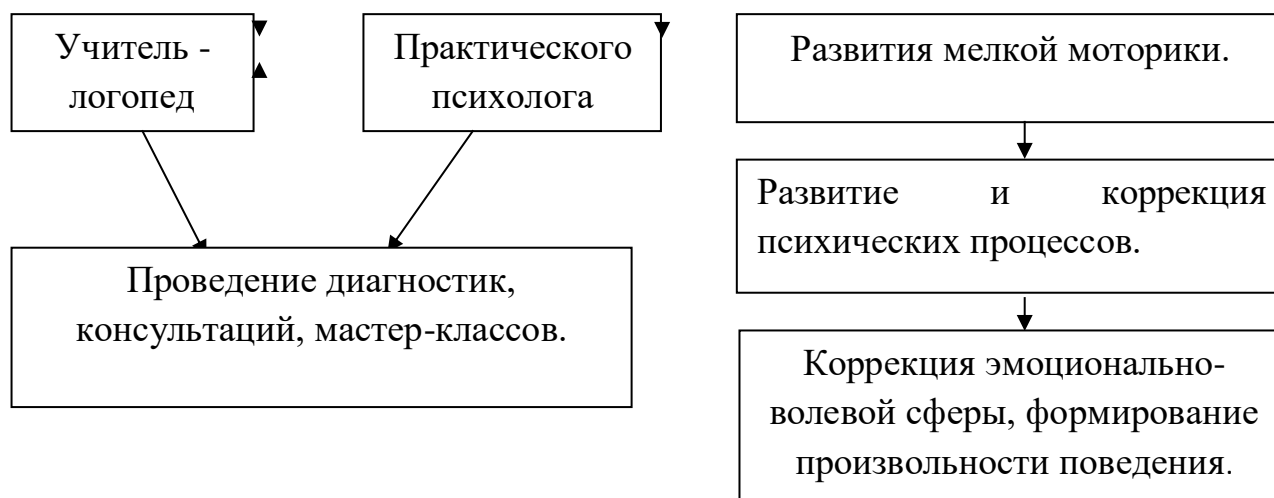 Учитель -
логопед
Практического
психолога
Проведение диагностик,
консультаций, мастер-классов.
Развития мелкой моторики.
Развитие и коррекция
психических процессов.
Коррекция эмоционально-
волевой сферы, формирование
произвольности поведения.